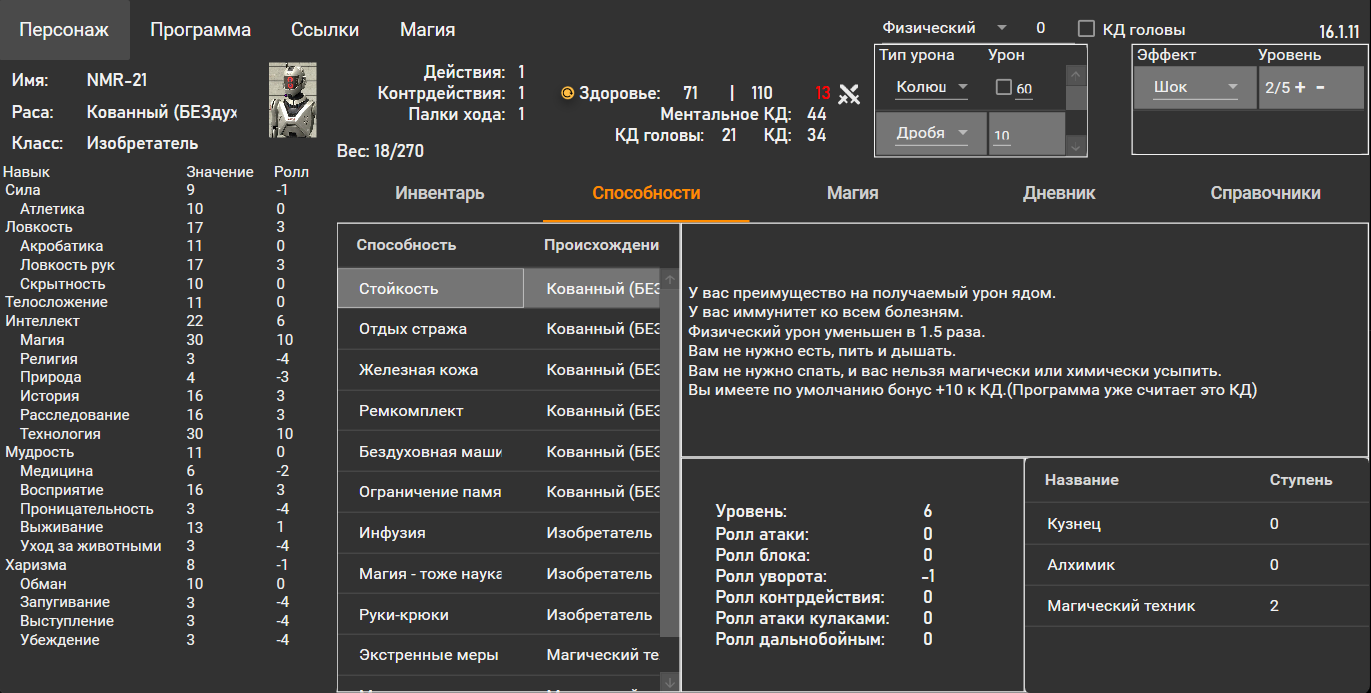 Персонаж Программа Ссылки Магия
Физический 0 КД головы 16.1.11
Имя: NMR-21
Раса: Кованный (БЕЗдух
Класс: Изобретатель
Действия: 1
Контрдействия: 1
Палки хода: 1
Вес: 18/270
Здоровье: 71 | 110 13
Ментальное КД: 44
КД головы: 21 КД: 34
Тип урона Урон
Колюш 60
Дробя 10
Эффект Уровень
Шок 2/5 + -
Навык Значение Ролл
Сила 9 -1
Атлетика 10 0
Ловкость 17 3
Акробатика 11 0
Ловкость рук 17 3
Скрытность 10 0
Телосложение 11 0
Интеллект 22 6
Магия 30 10
Религия 3 -4
Природа 4 -3
История 16 3
Расследование 16 3
Технология 30 10
Мудрость 11 0
Медицина 6 -2
Восприятие 16 3
Проницательность 3 -4
Выживание 13 1
Уход за животными 3 -4
Харизма 8 -1
Обман 10 0
Запугивание 3 -4
Выступление 3 -4
Убеждение 3 -4
Инвентарь Способности Магия Дневник Справочники
Способность Происхождени
Стойкость Кованный (БЕЗ
Отдых стража Кованный (БЕЗ
Железная кожа Кованный (БЕЗ
Ремкомплект Кованный (БЕЗ
Бездуховная маши Кованный (БЕЗ
Ограничение памя Кованный (БЕЗ
Инфузия Изобретатель
Магия - тоже наука Изобретатель
Руки-крюки Изобретатель
Экстренные меры Магический те
У вас преимущество на получаемый урон ядом.
У вас иммунитет ко всем болезням.
Физический урон уменьшен в 1.5 раза.
Вам не нужно есть, пить и дышать.
Вам не нужно спать, и вас нельзя магически или химически усыпить.
Вы имеете по умолчанию бонус +10 к КД.(Программа уже считает это КД)
Уровень: 6
Ролл атаки: 0
Ролл блока: 0
Ролл уворота: -1
Ролл контрдействия: 0
Ролл атаки кулаками: 0
Ролл дальнобойным: 0
Название Ступень
Кузнец 0
Алхимик 0
Магический техник 2